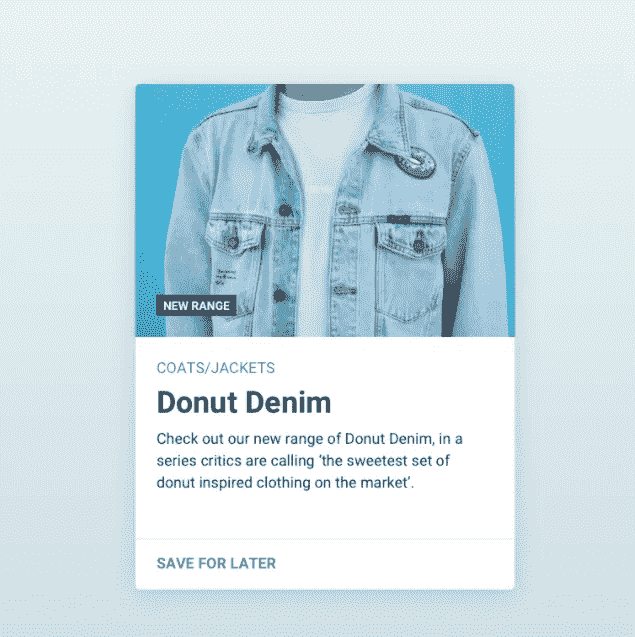 NEW RANGE
COATS/JACKETS
Donut Denim
Check out our new range of Donut Denim, in a
series critics are calling ‘the sweetest set of
donut inspired clothing on the market’.
SAVE FOR LATER